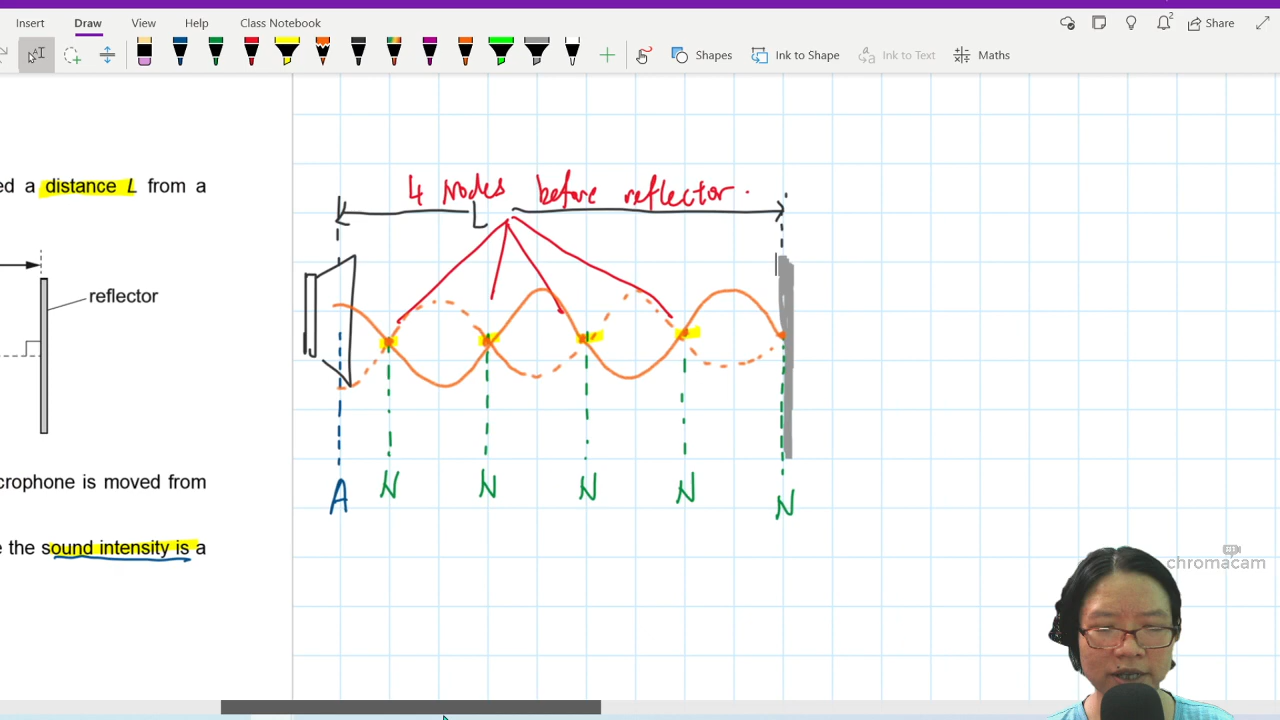 Insert Draw View Help Class Notebook 2 Share
Shapes Ink to Shape Ink to Text Maths
ed a distance L from a
reflector
crophone is moved from
e the sound intensity is a
4 Nodes before reflector.
L
A N N N N N
chromacam